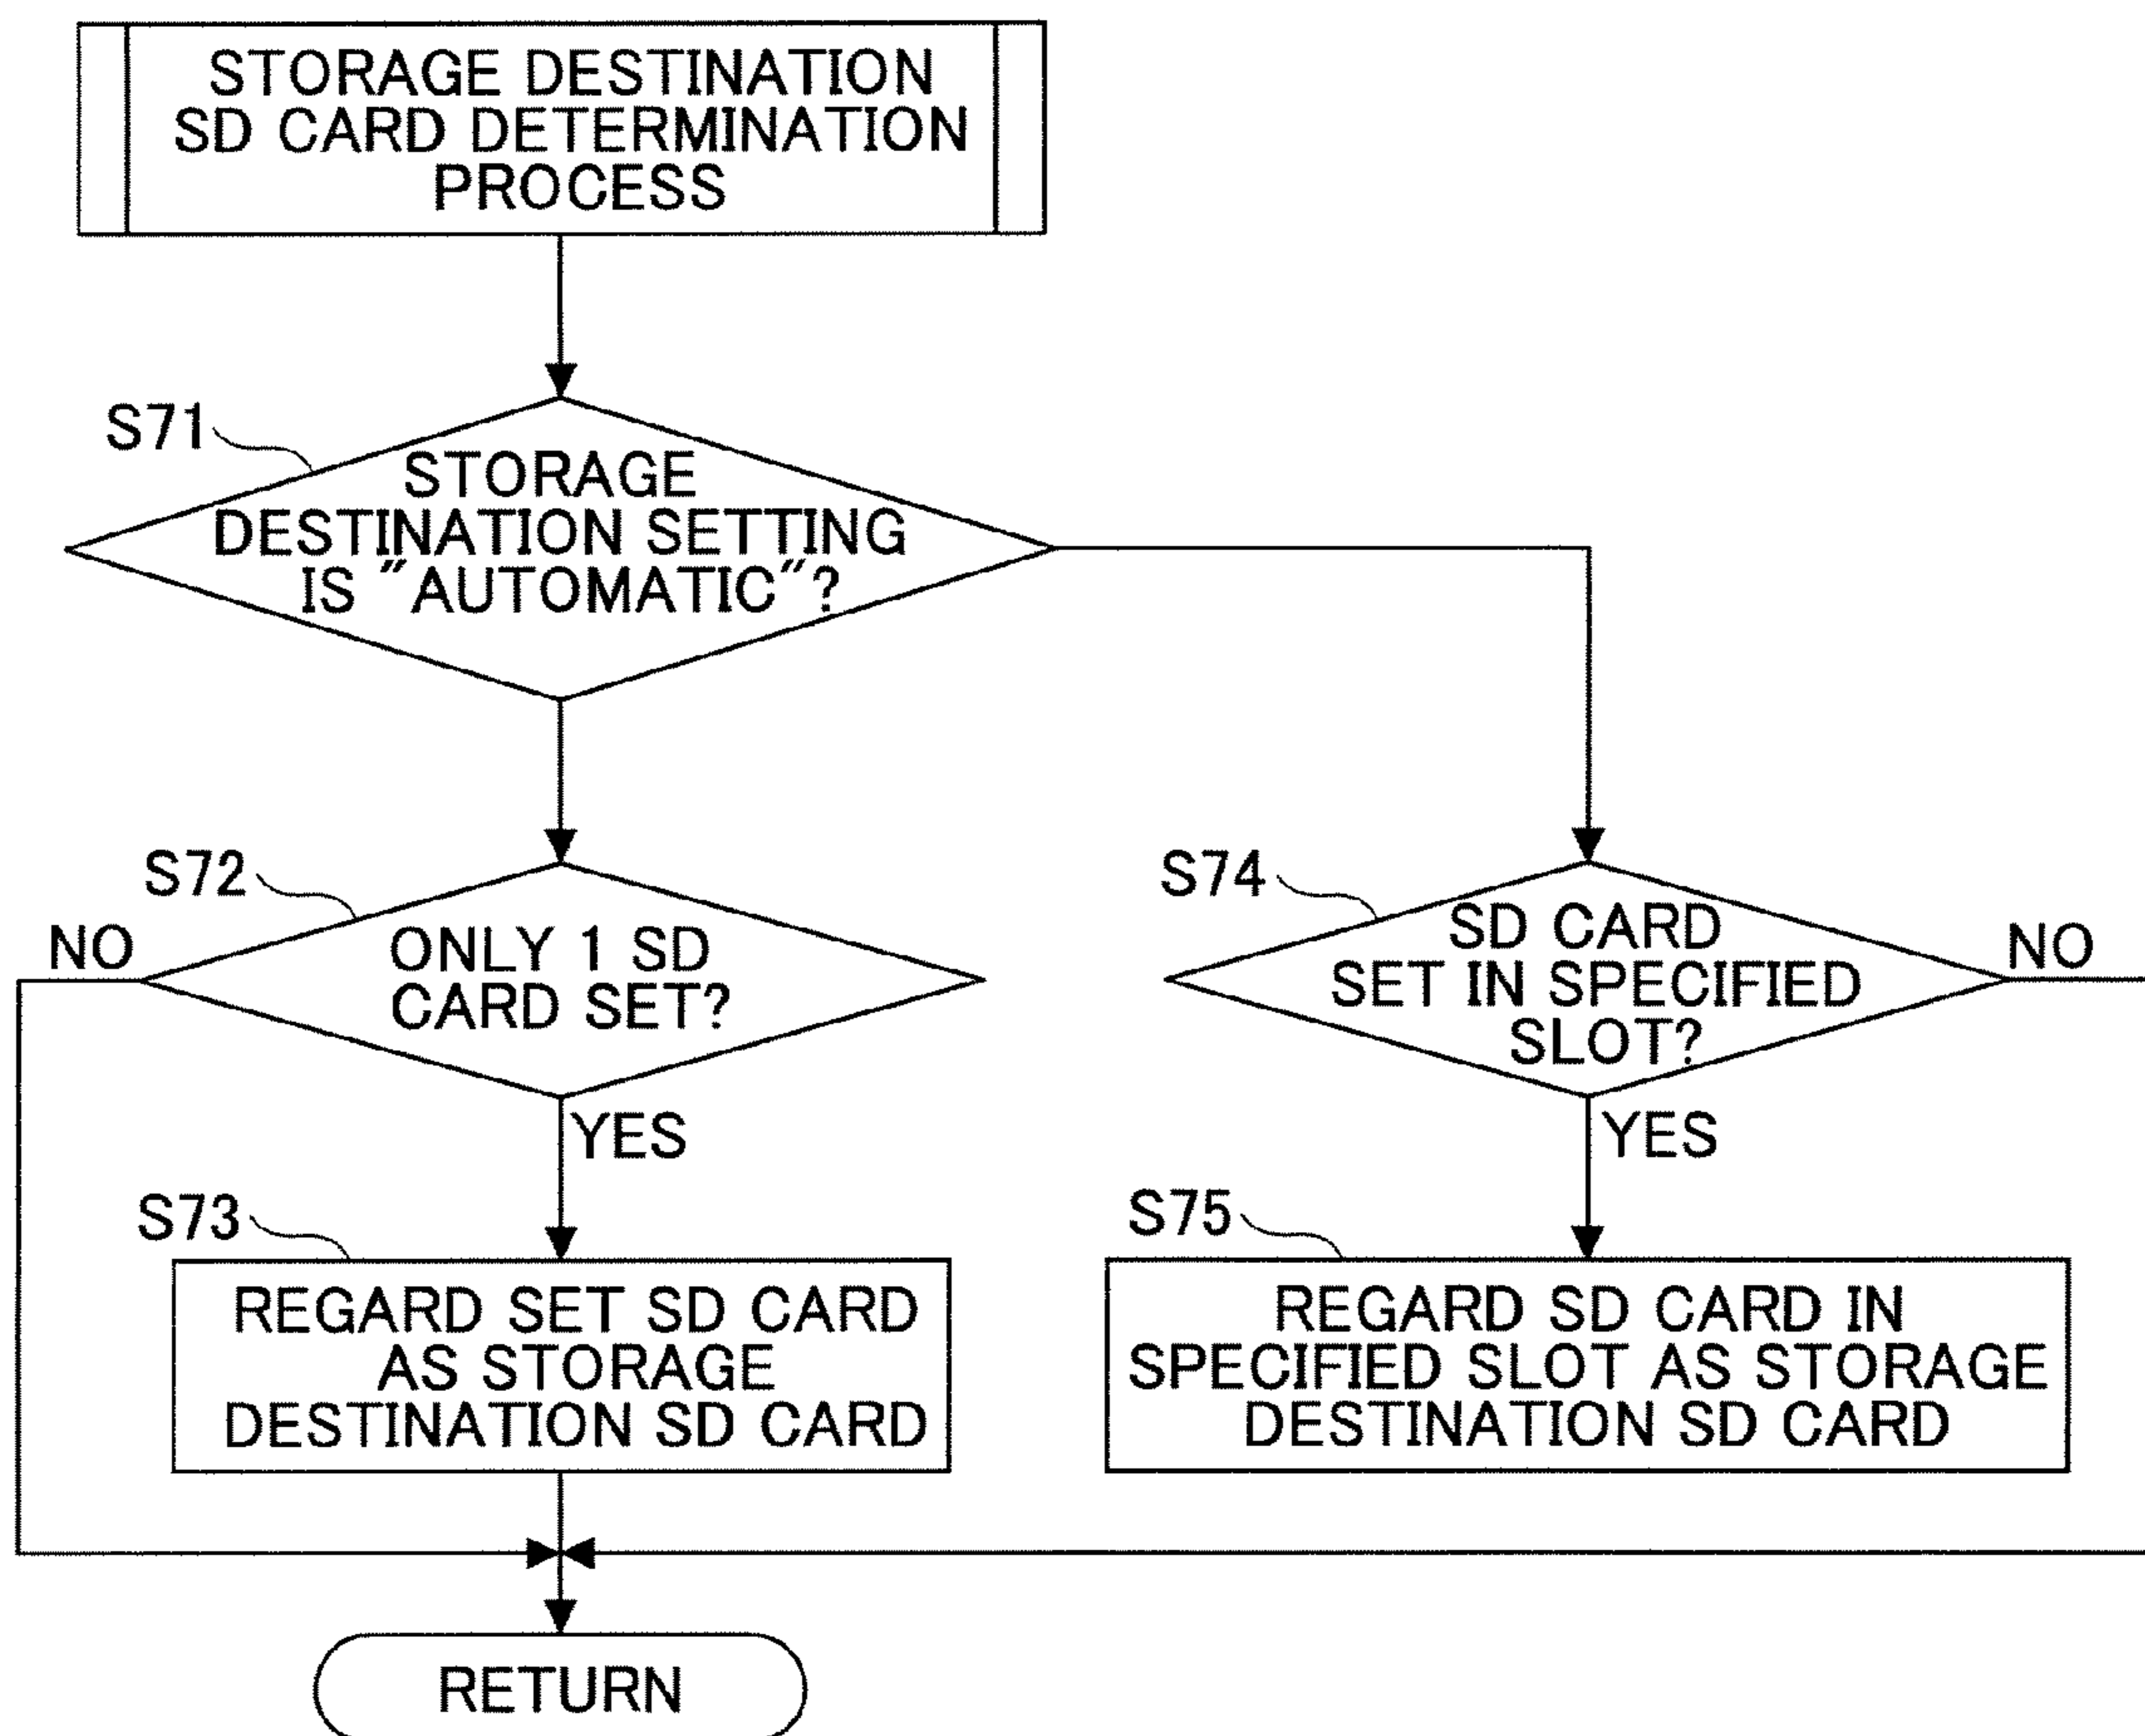 STORAGE DESTINATION
SD CARD DETERMINATION
PROCESS
S71
STORAGE
DESTINATION SETTING
IS "AUTOMATIC"?
S72
NO
ONLY 1 SD
CARD SET?
YES
S74
SD CARD
SET IN SPECIFIED
SLOT?
NO
YES
S73
REGARD SET SD CARD
AS STORAGE
DESTINATION SD CARD
S75
REGARD SD CARD IN
SPECIFIED SLOT AS STORAGE
DESTINATION SD CARD
RETURN